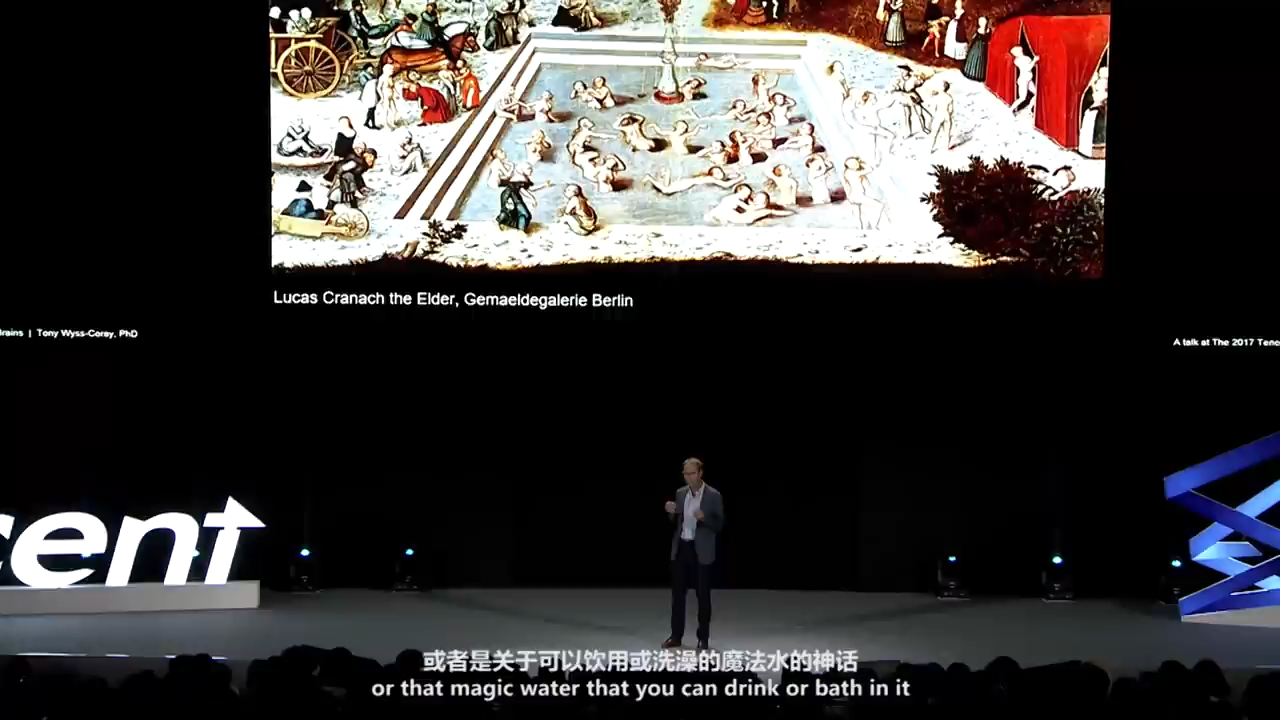 Lucas Cranach the Elder, Gemaeldegalerie Berlin
rains | Tony Wyss-Coray, PhD
A talk at The 2017 Tenc
cent
或者是关于可以饮用或洗澡的魔法水的神话
or that magic water that you can drink or bath in it